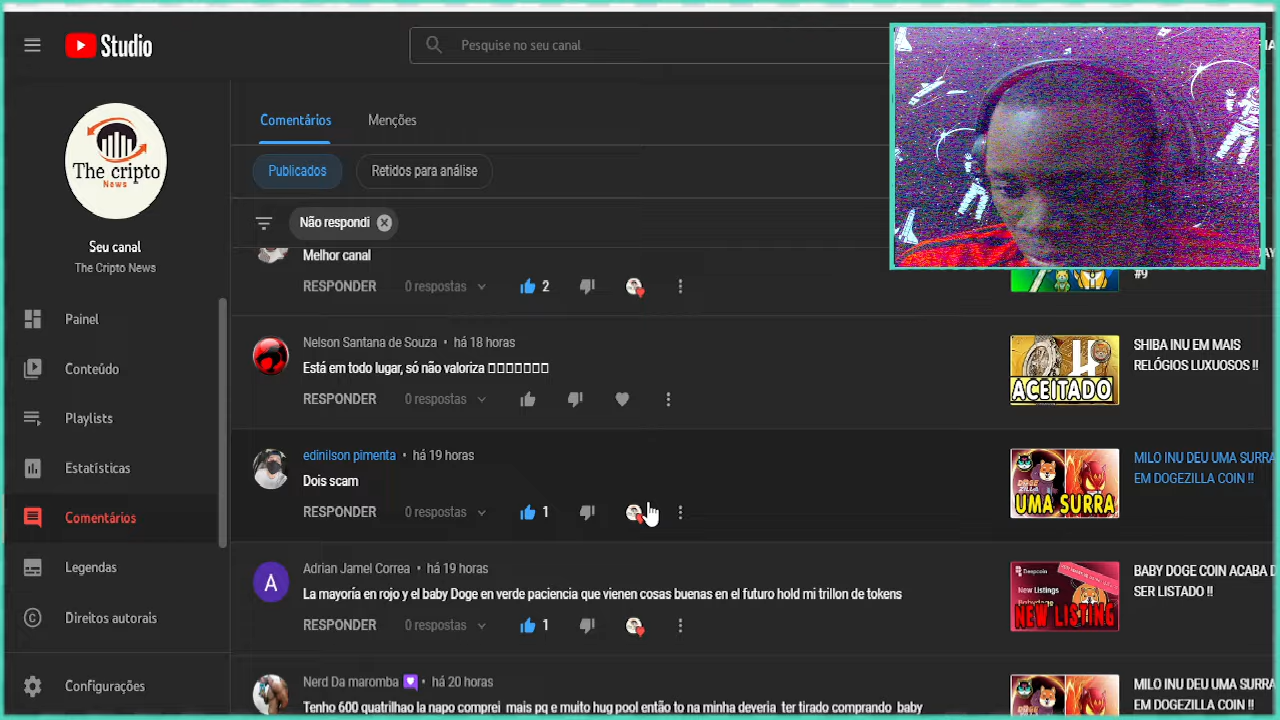 Studio
Pesquise no seu canal
The cripto
News
Seu canal
The Cripto News
Painel
Conteúdo
Playlists
Estatísticas
Comentários
Legendas
Direitos autorais
Configurações
Comentários
Menções
Publicados
Retidos para análise
Não respondi
Melhor canal
RESPONDER 0 respostas 2
#9
Nelson Santana de Souza • há 18 horas
Está em todo lugar, só não valoriza
RESPONDER 0 respostas
ACEITADO
SHIBA INU EM MAIS
RELÓGIOS LUXUOSOS !!
edinilson pimenta • há 19 horas
Dois scam
RESPONDER 0 respostas 1
DOGE
ZILLA
UMA SURRA
MILO INU DEU UMA SURRA
EM DOGEZILLA COIN !!
A
Adrian Jamel Correa • há 19 horas
La mayoría en rojo y el baby Doge en verde paciencia que vienen cosas buenas en el futuro hold mi trillon de tokens
RESPONDER 0 respostas 1
New Listings
NEW LISTING
BABY DOGE COIN ACABA D
SER LISTADO !!
Nerd Da maromba • há 20 horas
Tenho 600 quatrilhao la napo comprei mais pq e muito hug pool então to na minha deveria ter tirado comprando baby
MILO INU DEU UMA SURRA
EM DOGEZILLA COIN !!